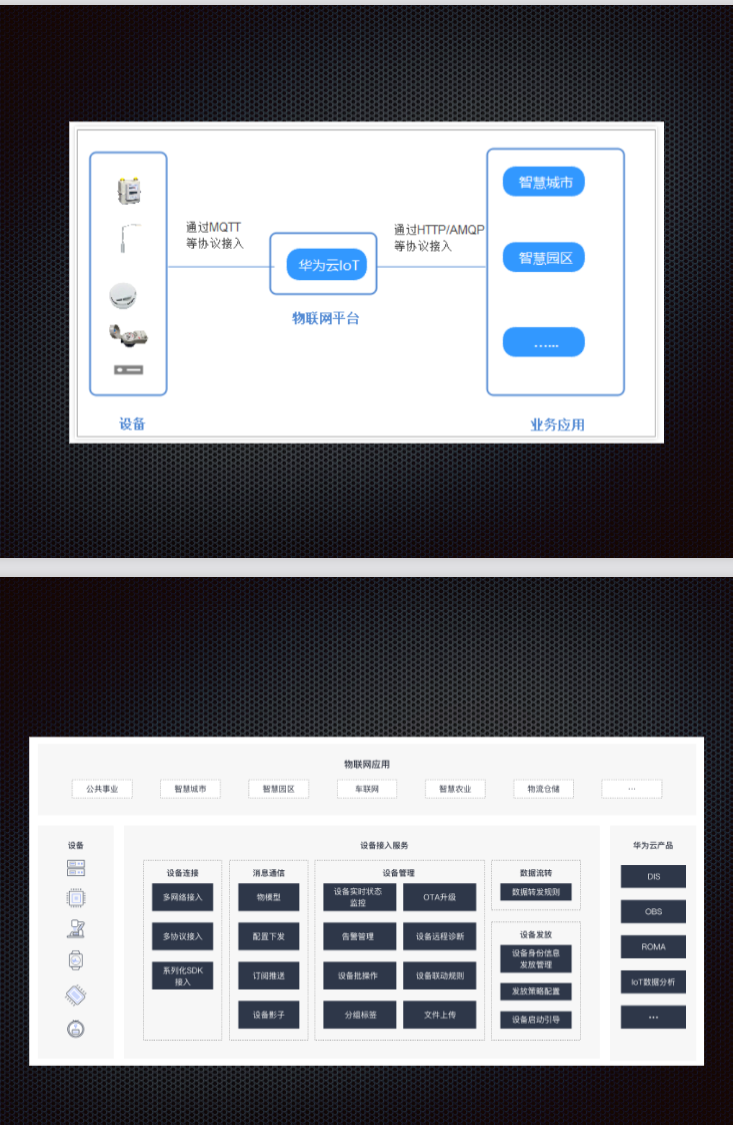 通过MQTT
等协议接入
华为云IoT
物联网平台
通过HTTP/AMQP
等协议接入
智慧城市
智慧园区
......
设备
业务应用
物联网应用
公共事业
智慧城市
智慧园区
车联网
智慧农业
物流仓储
...
设备
设备接入服务
华为云产品
设备连接
多网络接入
多协议接入
系列化SDK
接入
消息通信
物模型
配置下发
订阅推送
设备影子
设备管理
设备实时状态
监控
OTA升级
告警管理
设备远程诊断
设备批操作
设备联动规则
分组标签
文件上传
数据流转
数据转发规则
设备发放
设备身份信息
发放管理
发放策略配置
设备启动引导
DIS
OBS
ROMA
IoT数据分析
...